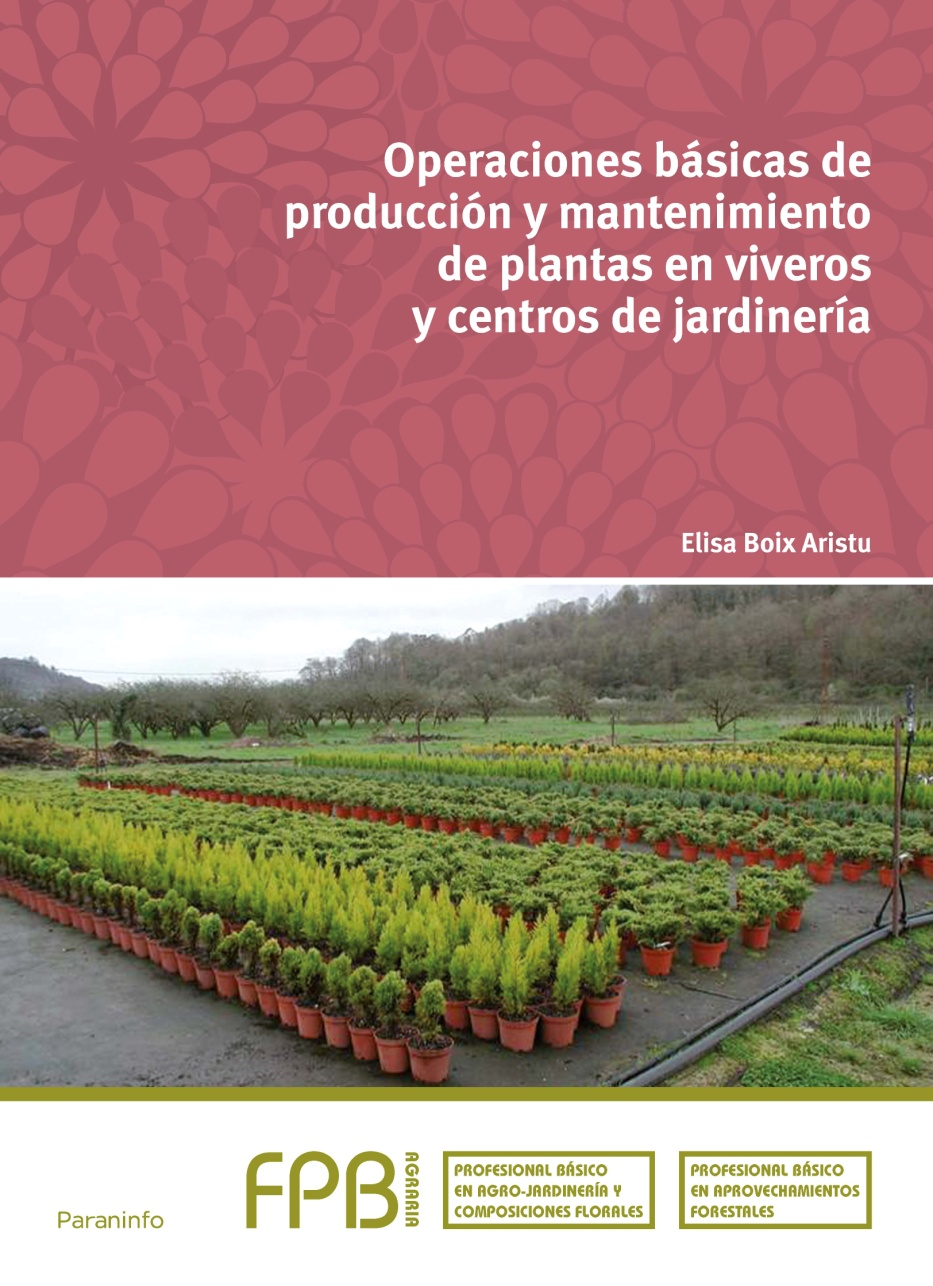 Operaciones básicas de
producción y mantenimiento
de plantas en viveros
y centros de jardinería
Elisa Boix Aristu
Paraninfo
FPB
AGRARIA
PROFESIONAL BÁSICO
EN AGRO-JARDINERÍA Y
COMPOSICIONES FLORALES
PROFESIONAL BÁSICO
EN APROVECHAMIENTOS
FORESTALES